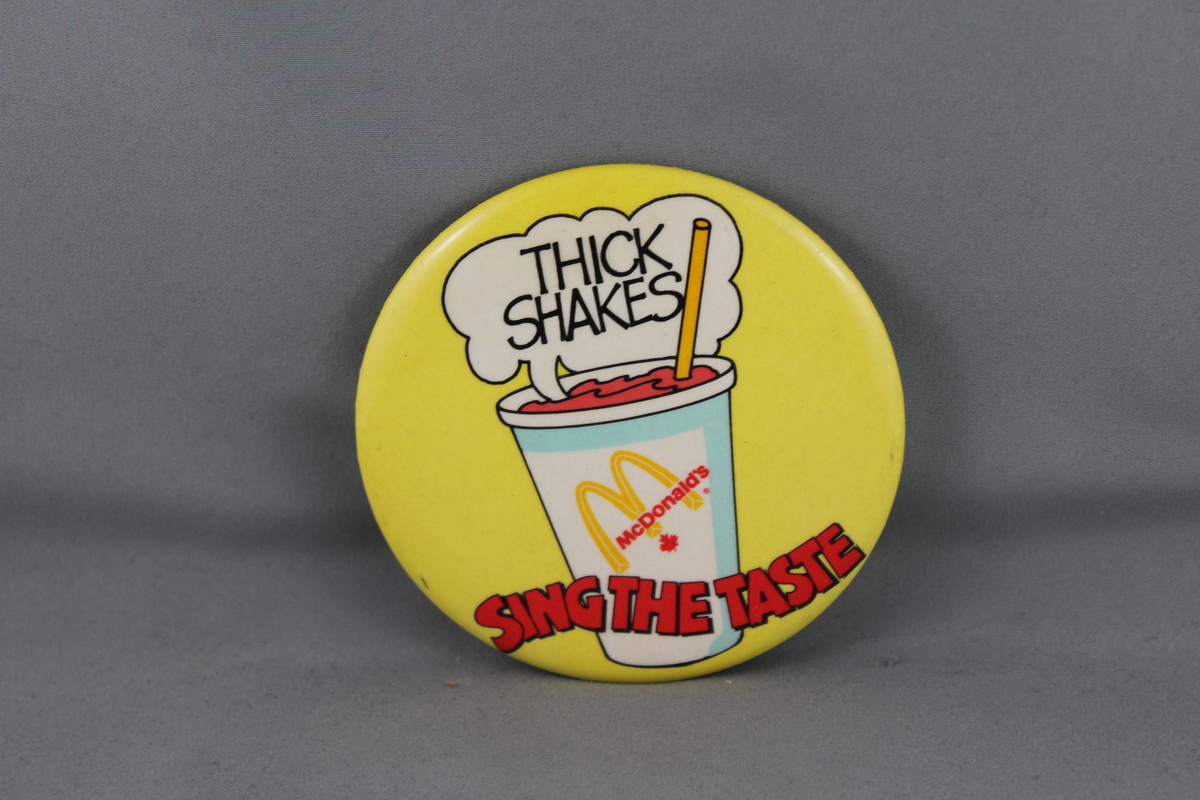 THICK
SHAKES
McDonald's®
SING THE TASTE